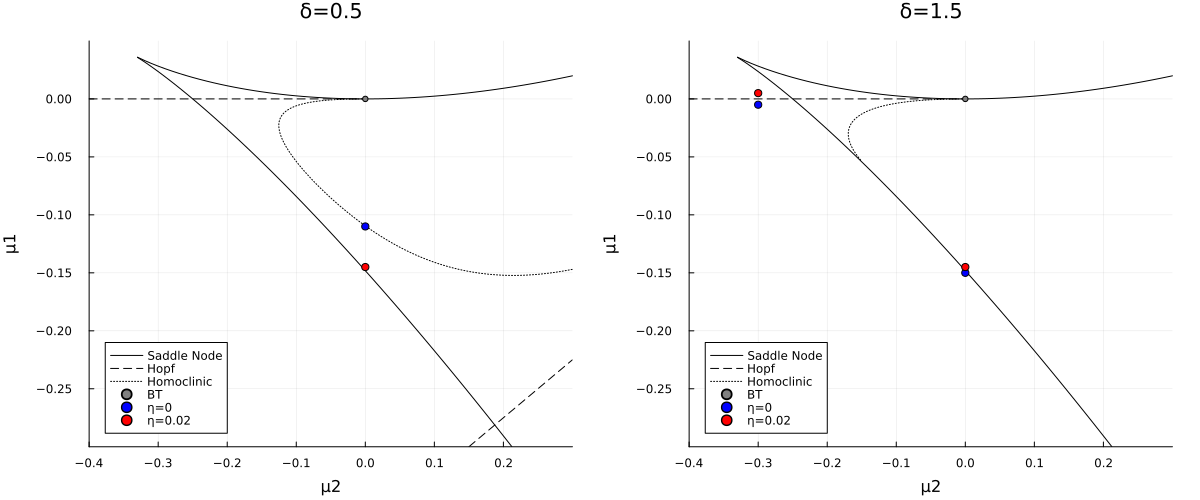 δ=0.5
μ1
0.00
−0.05
−0.10
−0.15
−0.20
−0.25
Saddle Node
Hopf
Homoclinic
BT
η=0
η=0.02
−0.4 −0.3 −0.2 −0.1 0.0 0.1 0.2
μ2
δ=1.5
μ1
0.00
−0.05
−0.10
−0.15
−0.20
−0.25
Saddle Node
Hopf
Homoclinic
BT
η=0
η=0.02
−0.4 −0.3 −0.2 −0.1 0.0 0.1 0.2
μ2